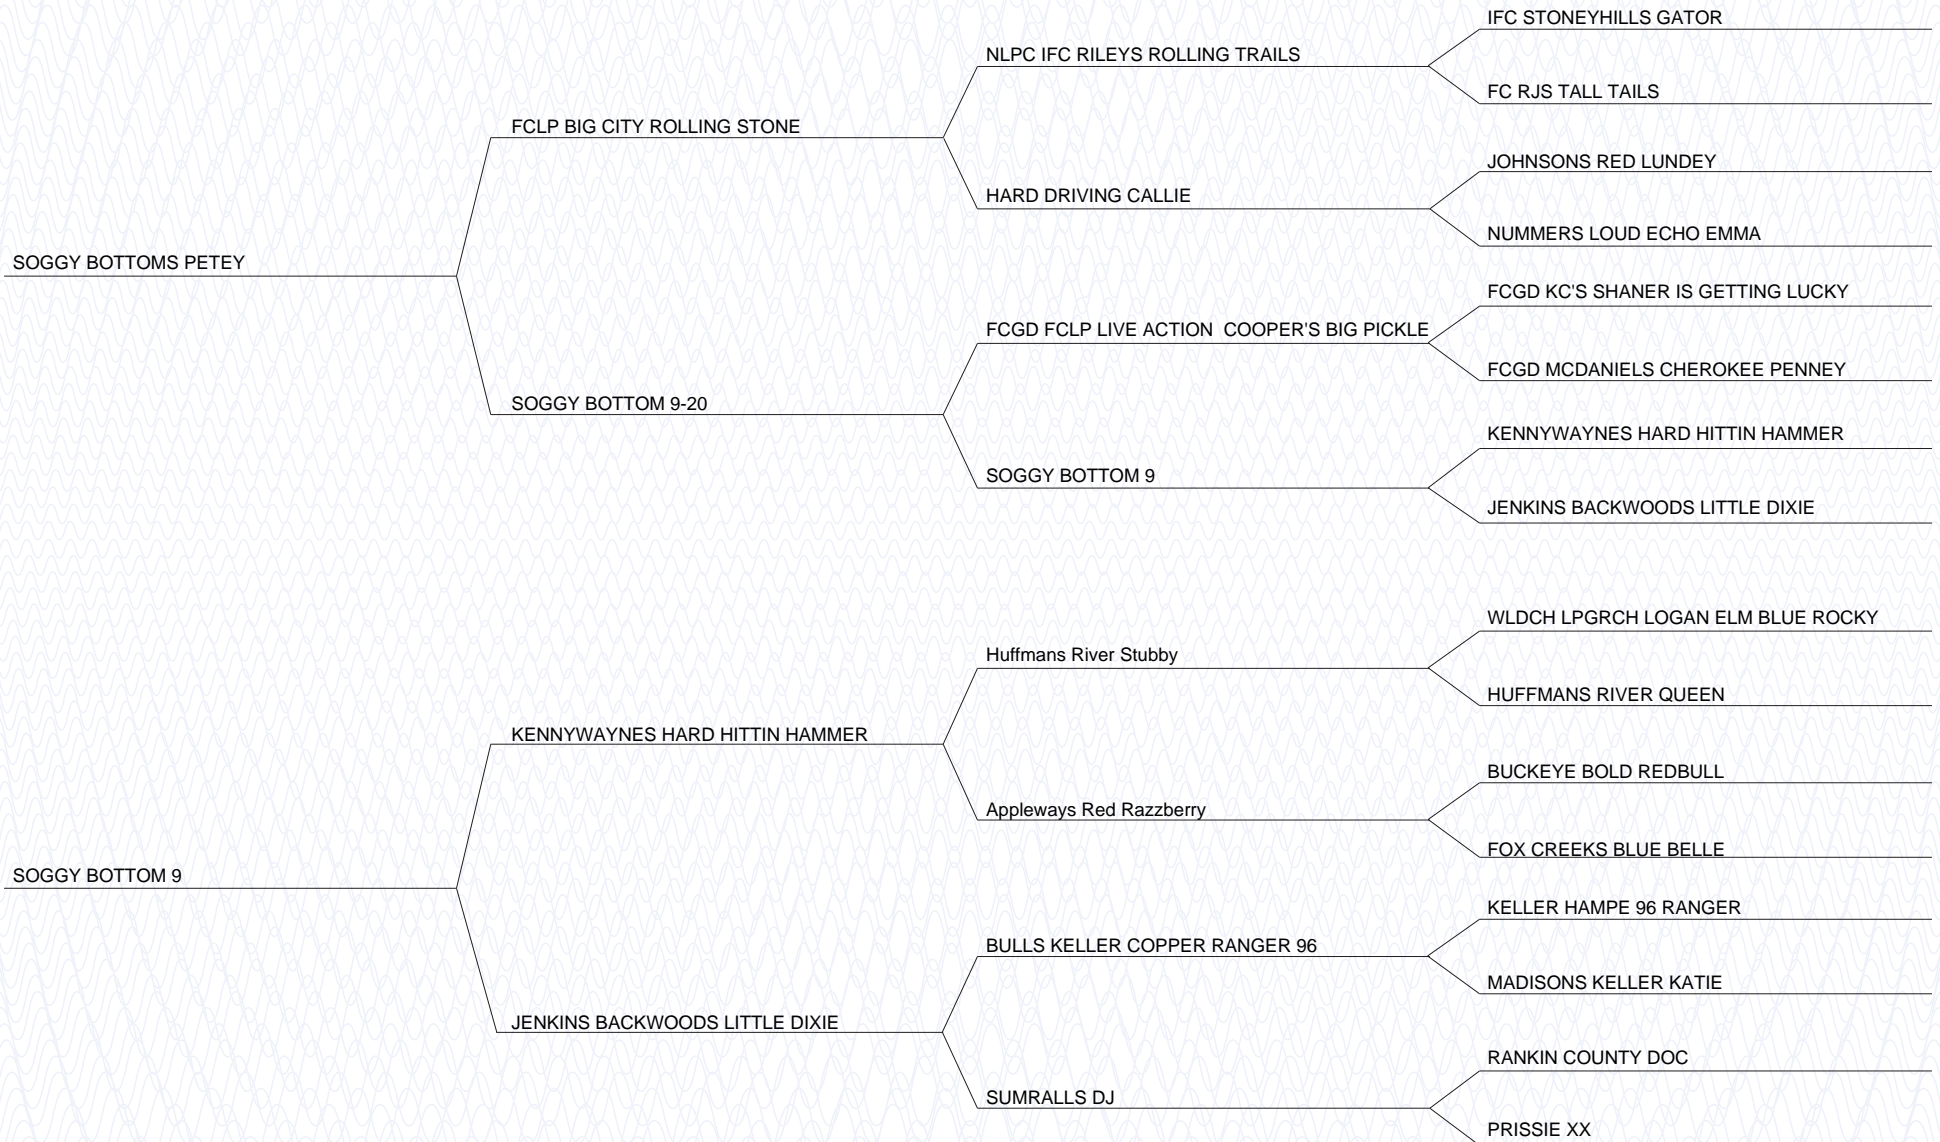 IFC STONEYHILLS GATOR
NLPC IFC RILEYS ROLLING TRAILS
FC RJS TALL TAILS
FCLP BIG CITY ROLLING STONE
JOHNSONS RED LUNDEY
HARD DRIVING CALLIE
NUMMERS LOUD ECHO EMMA
SOGGY BOTTOMS PETEY
FCGD KC'S SHANER IS GETTING LUCKY
FCGD FCLP LIVE ACTION  COOPER'S BIG PICKLE
FCGD MCDANIELS CHEROKEE PENNEY
SOGGY BOTTOM 9-20
KENNYWAYNES HARD HITTIN HAMMER
SOGGY BOTTOM 9
JENKINS BACKWOODS LITTLE DIXIE
WLDCH LPGRCH LOGAN ELM BLUE ROCKY
Huffmans River Stubby
HUFFMANS RIVER QUEEN
KENNYWAYNES HARD HITTIN HAMMER
BUCKEYE BOLD REDBULL
Appleways Red Razzberry
FOX CREEKS BLUE BELLE
SOGGY BOTTOM 9
KELLER HAMPE 96 RANGER
BULLS KELLER COPPER RANGER 96
MADISONS KELLER KATIE
JENKINS BACKWOODS LITTLE DIXIE
RANKIN COUNTY DOC
SUMRALLS DJ
PRISSIE XX